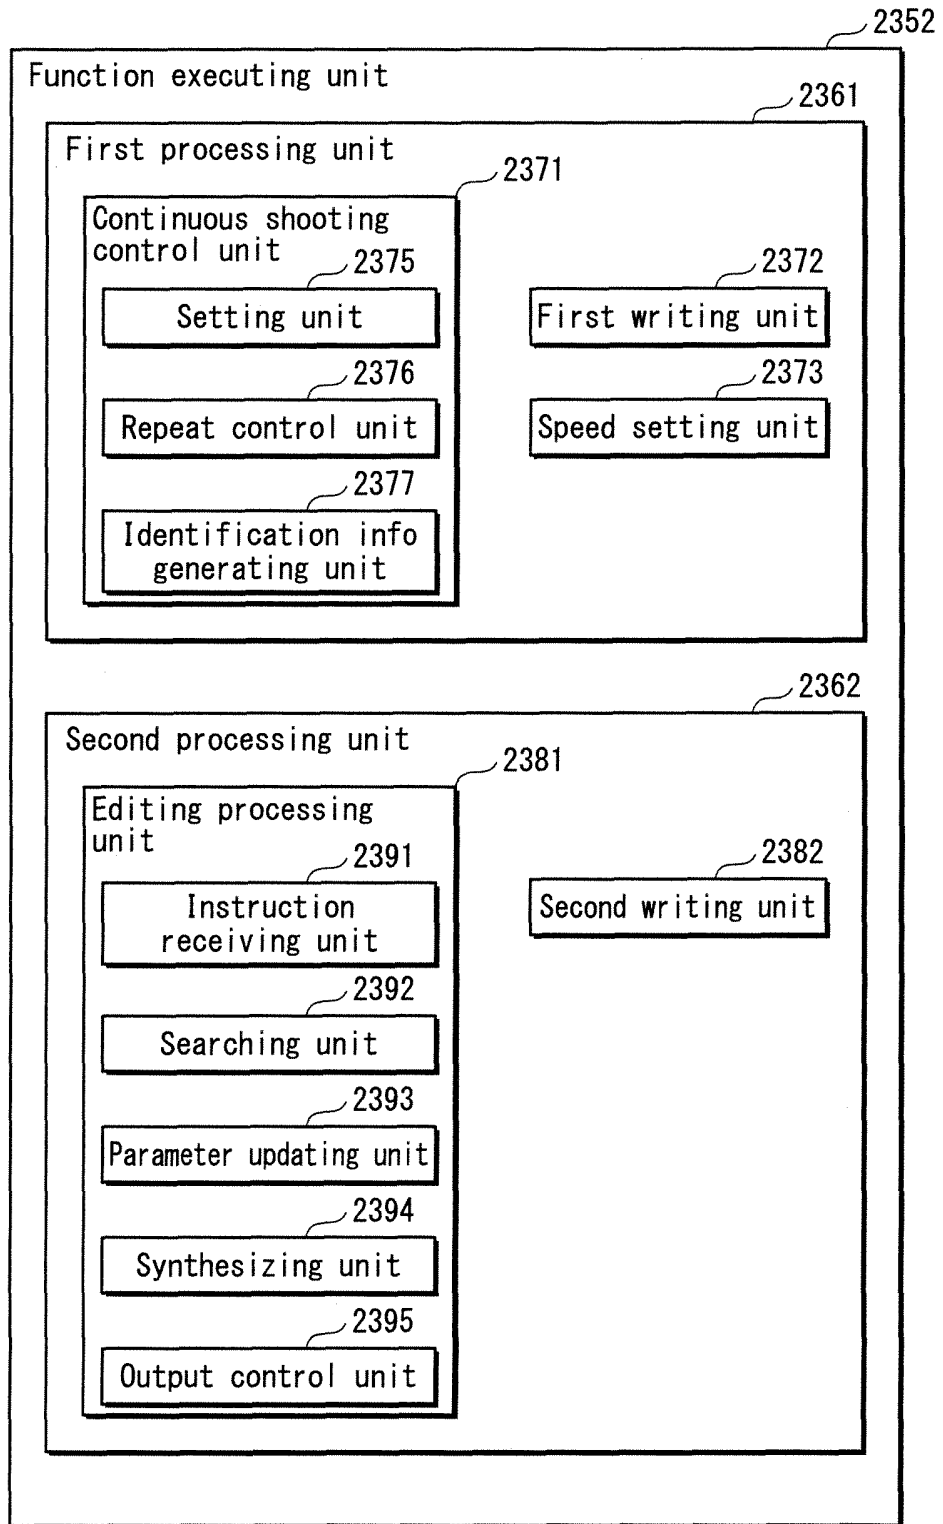 2352
Function executing unit
2361
First processing unit
2371
Continuous shooting
control unit
2375
Setting unit
2372
First writing unit
2376
Repeat control unit
2373
Speed setting unit
2377
Identification info
generating unit
2362
Second processing unit
2381
Editing processing
unit
2391
Instruction
receiving unit
2382
Second writing unit
2392
Searching unit
2393
Parameter updating unit
2394
Synthesizing unit
2395
Output control unit